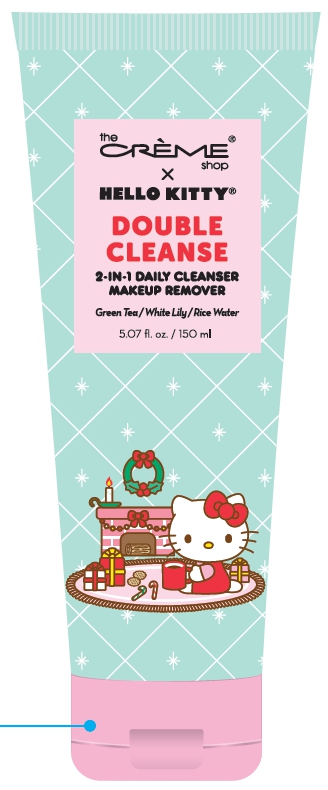 the
CRÈME®
shop
x
HELLO KITTY®
DOUBLE
CLEANSE
2-IN-1 DAILY CLEANSER
MAKEUP REMOVER
Green Tea / White Lily / Rice Water
5.07 fl. oz. / 150 ml